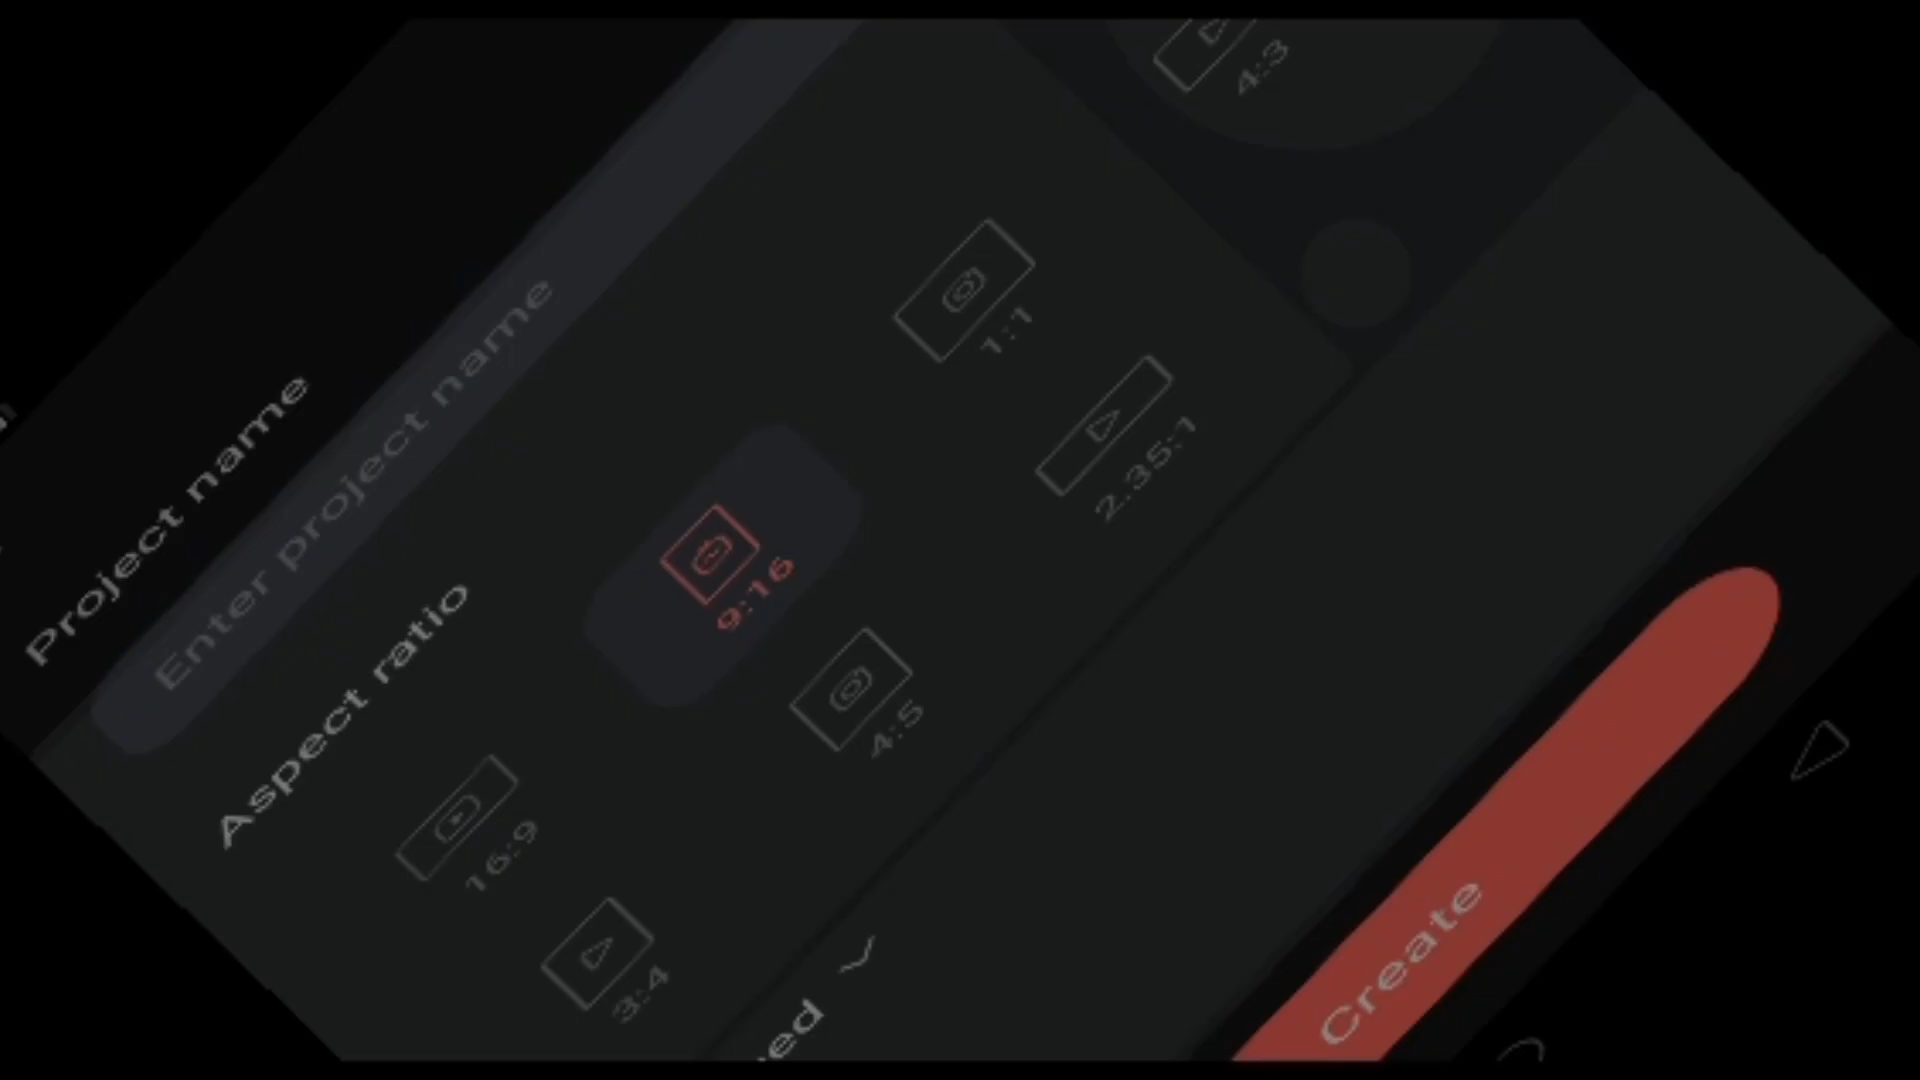 Project name
Enter project name
Aspect ratio
16:9
9:16
1:1
3:4
4:5
2.35:1
4:3
Create